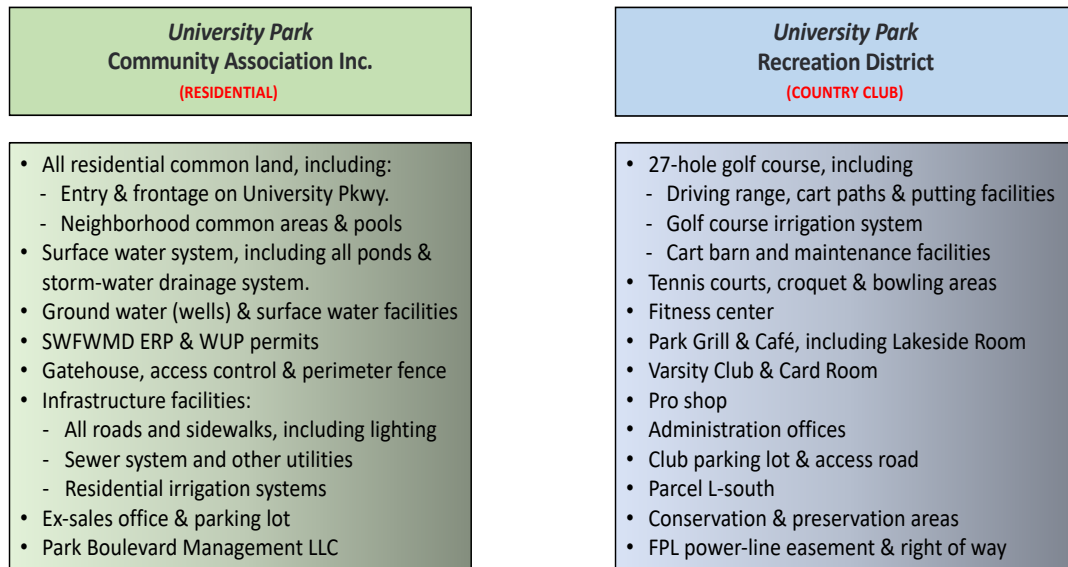 University Park
Community Association Inc.
(RESIDENTIAL)
• All residential common land, including:
- Entry & frontage on University Pkwy.
- Neighborhood common areas & pools
• Surface water system, including all ponds &
storm-water drainage system.
• Ground water (wells) & surface water facilities
• SWFWMD ERP & WUP permits
• Gatehouse, access control & perimeter fence
• Infrastructure facilities:
- All roads and sidewalks, including lighting
- Sewer system and other utilities
- Residential irrigation systems
• Ex-sales office & parking lot
• Park Boulevard Management LLC
University Park
Recreation District
(COUNTRY CLUB)
• 27-hole golf course, including
- Driving range, cart paths & putting facilities
- Golf course irrigation system
- Cart barn and maintenance facilities
• Tennis courts, croquet & bowling areas
• Fitness center
• Park Grill & Café, including Lakeside Room
• Varsity Club & Card Room
• Pro shop
• Administration offices
• Club parking lot & access road
• Parcel L-south
• Conservation & preservation areas
• FPL power-line easement & right of way